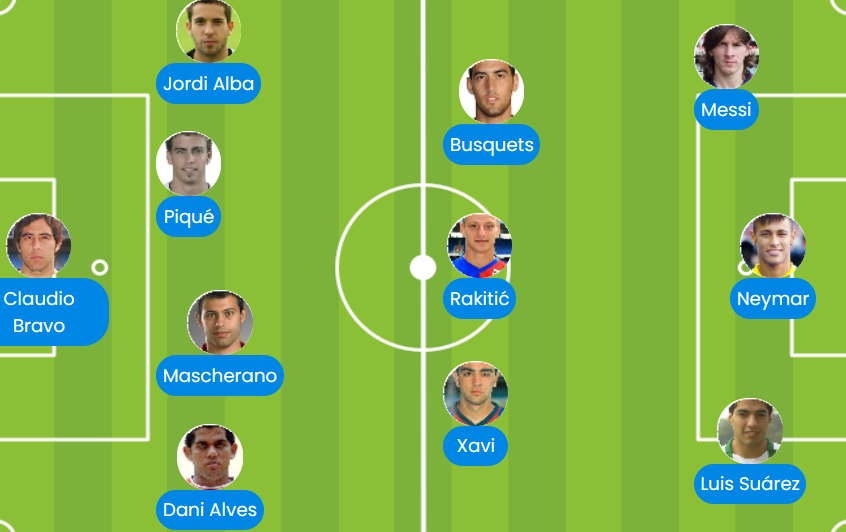 Jordi Alba
Piqué
Claudio
Bravo
Mascherano
Dani Alves
Busquets
Rakitić
Xavi
Messi
Neymar
Luis Suárez